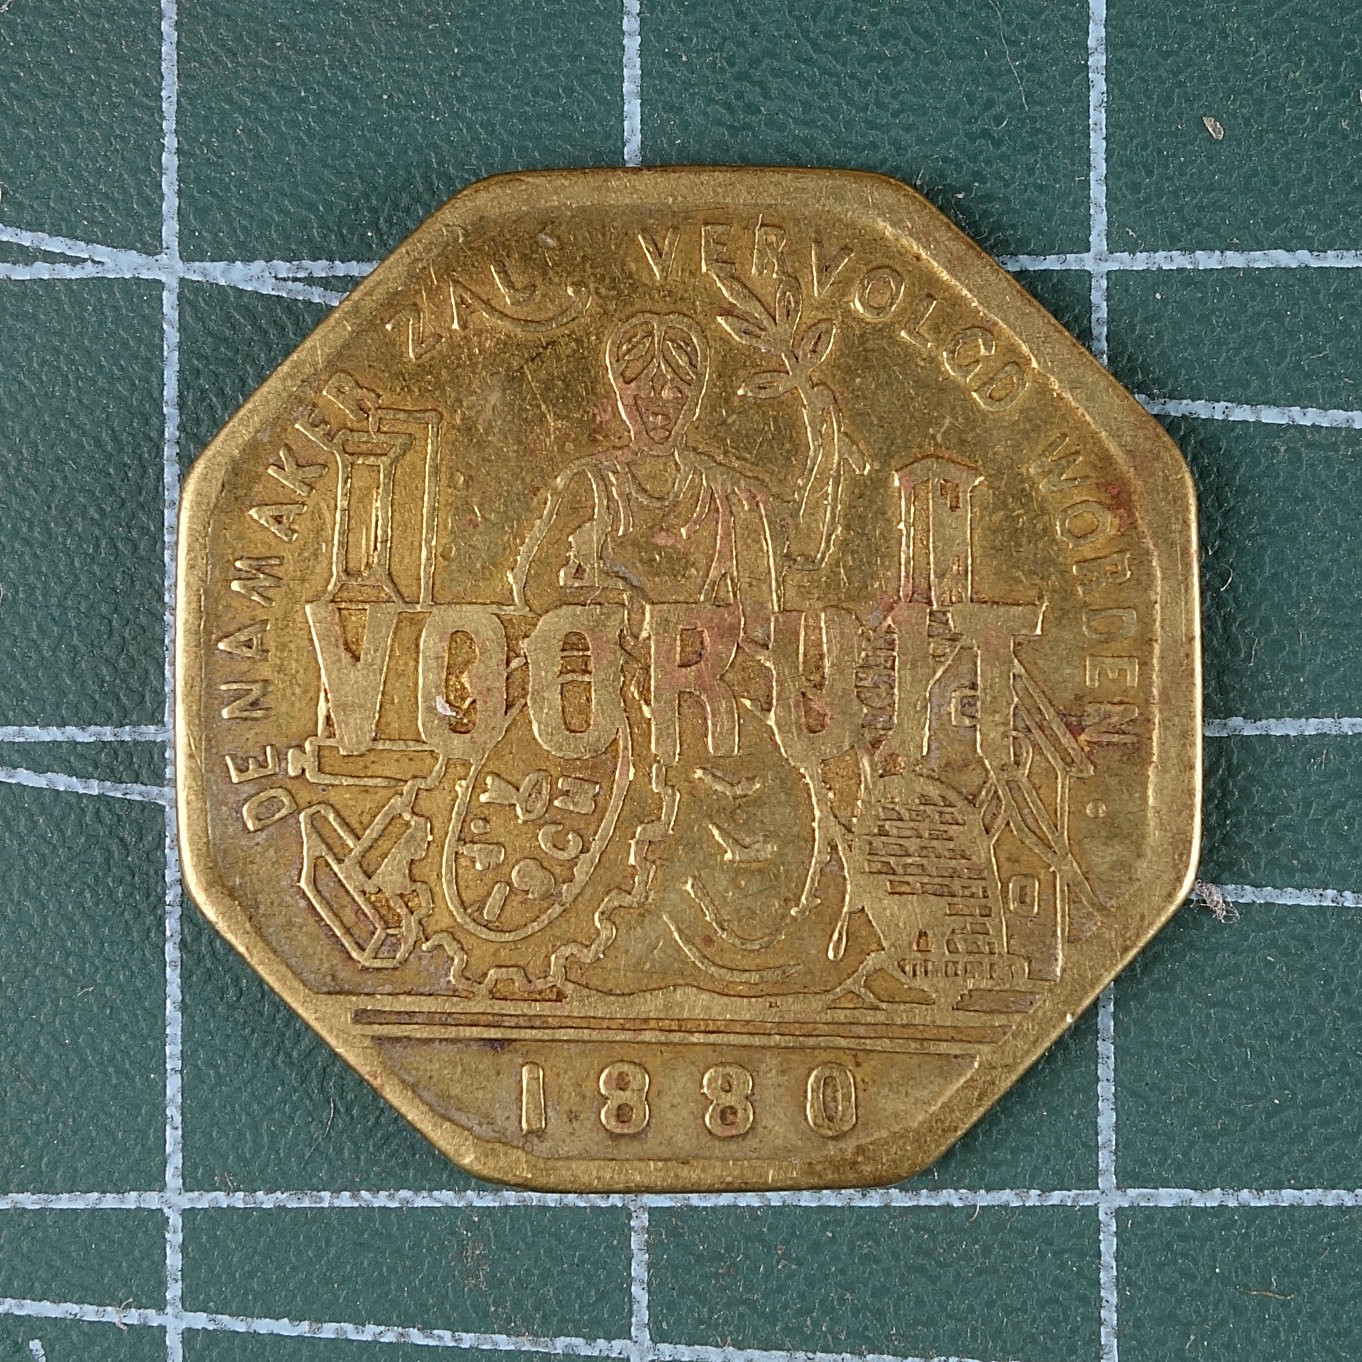 DE NAMAKER ZAL VERVOLGD WORDEN
VOORUIT
1880